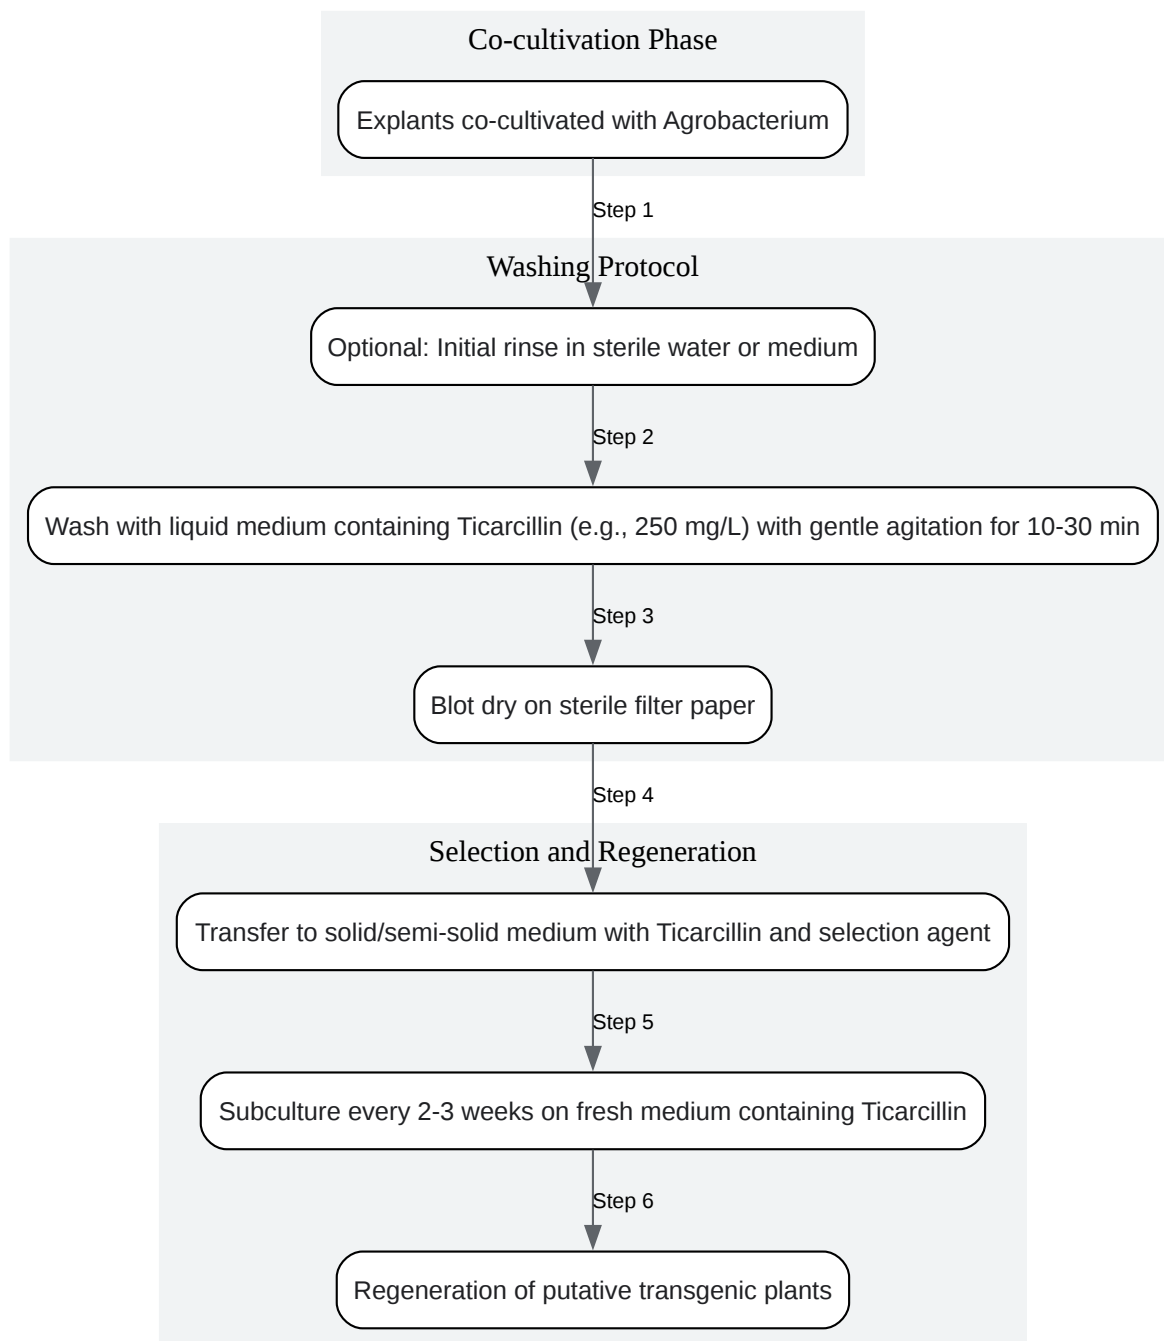 Co-cultivation Phase
Explants co-cultivated with Agrobacterium
Step 1
Washing Protocol
Optional: Initial rinse in sterile water or medium
Step 2
Wash with liquid medium containing Ticarcillin (e.g., 250 mg/L) with gentle agitation for 10-30 min
Step 3
Blot dry on sterile filter paper
Step 4
Selection and Regeneration
Transfer to solid/semi-solid medium with Ticarcillin and selection agent
Step 5
Subculture every 2-3 weeks on fresh medium containing Ticarcillin
Step 6
Regeneration of putative transgenic plants